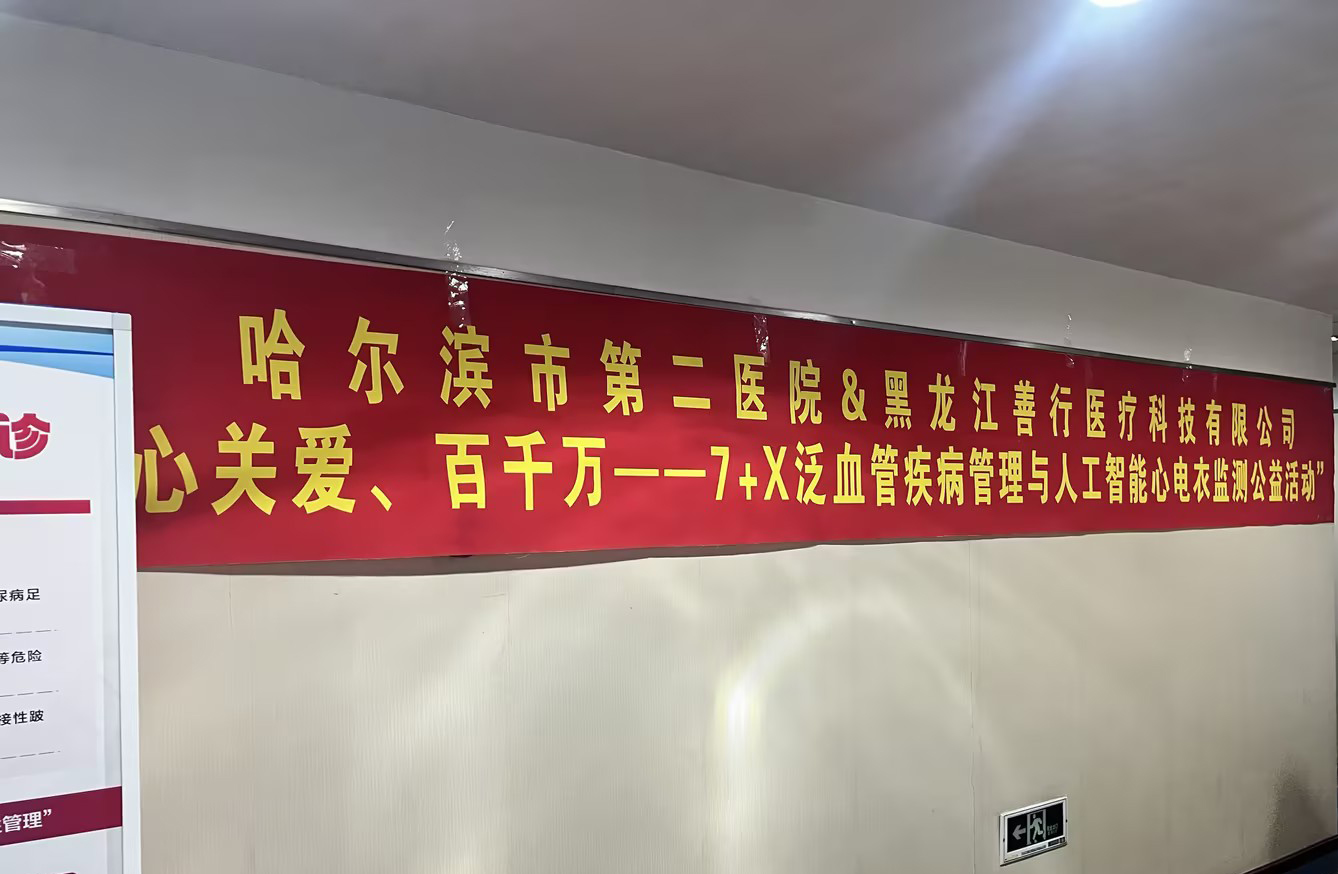 哈尔滨市第二医院&黑龙江善行医疗科技有限公司
心关爱、百千万——7+X泛血管疾病管理与人工智能心电衣监测公益活动”
诊
尿病足
等危险
接性跛
管理”